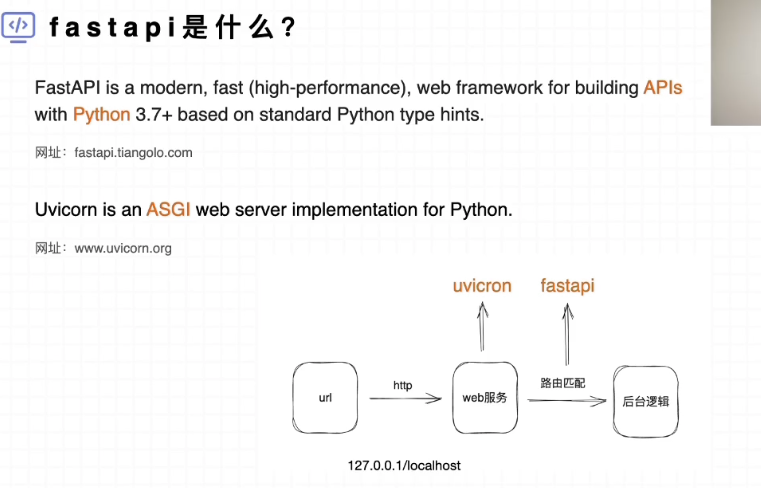 fastapi是什么?
FastAPI is a modern, fast (high-performance), web framework for building APIs
with Python 3.7+ based on standard Python type hints.
网址：fastapi.tiangolo.com
Uvicorn is an ASGI web server implementation for Python.
网址：www.uvicorn.org
uvicron fastapi
url
http
web服务
路由匹配
后台逻辑
127.0.0.1/localhost